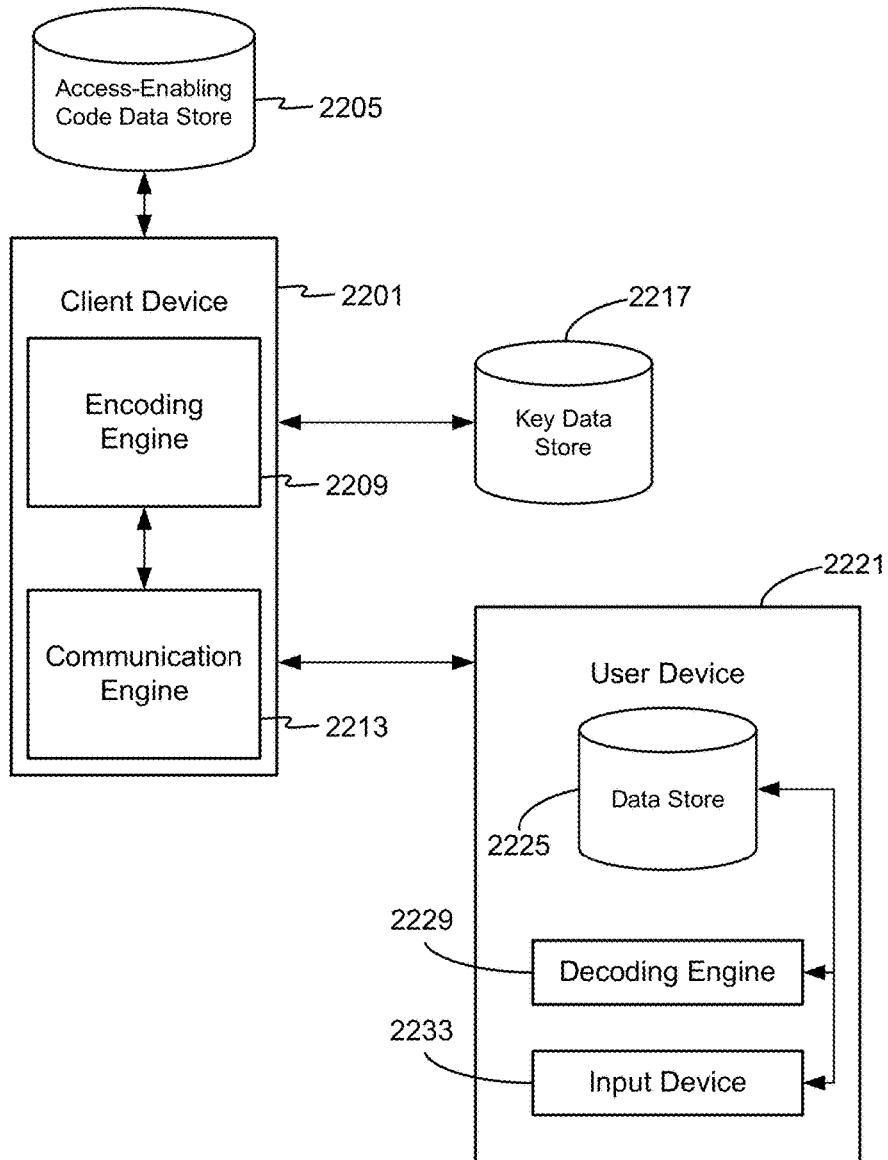 Access-Enabling
Code Data Store
2205
Client Device
2201
2217
Encoding
Engine
2209
Key Data
Store
2221
Communication
Engine
2213
User Device
Data Store
2225
2229
Decoding Engine
2233
Input Device